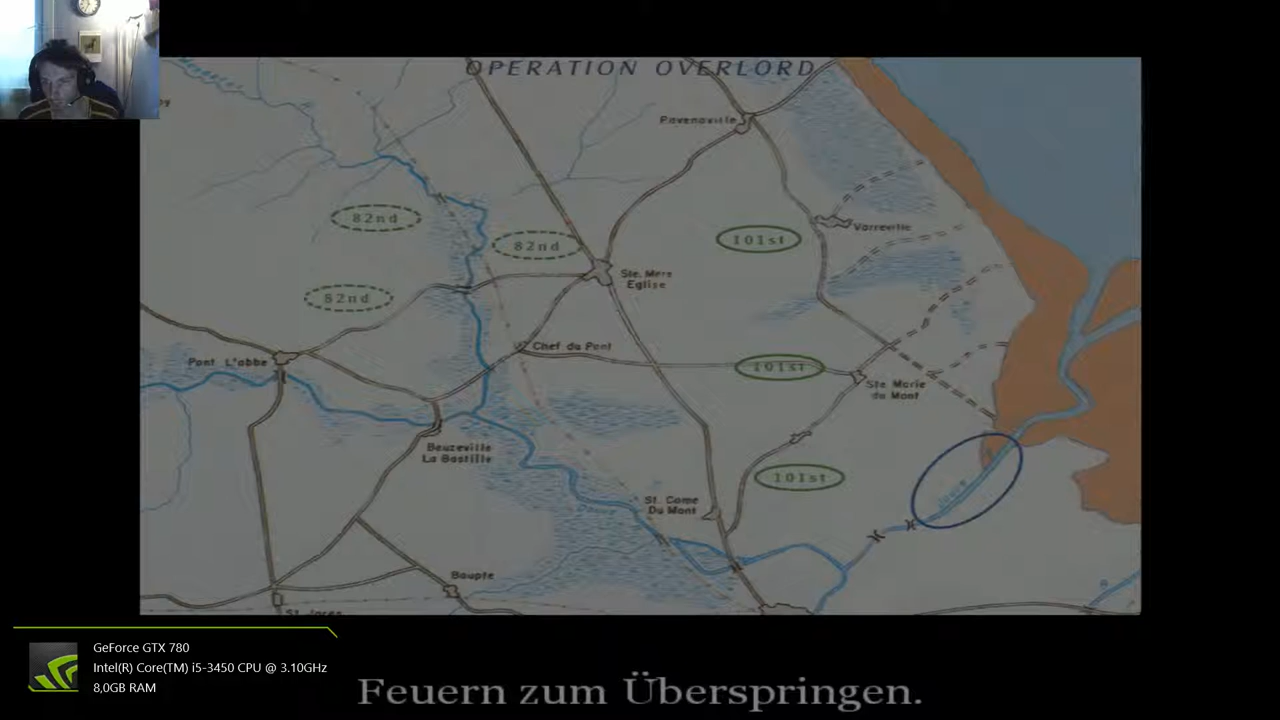 OPERATION OVERLORD
Ravenoville
82nd
82nd
101st
Varreville
Ste. Mere
Eglise
82nd
Chef du Pont
Pont L'abbe
101st
Ste Marie
du Mont
Beuzeville
La Bastille
101st
St. Come
Du Mont
Douve
Baupte
GeForce GTX 780
Intel(R) Core(TM) i5-3450 CPU @ 3.10GHz
8,0GB RAM
Feuern zum Überspringen.